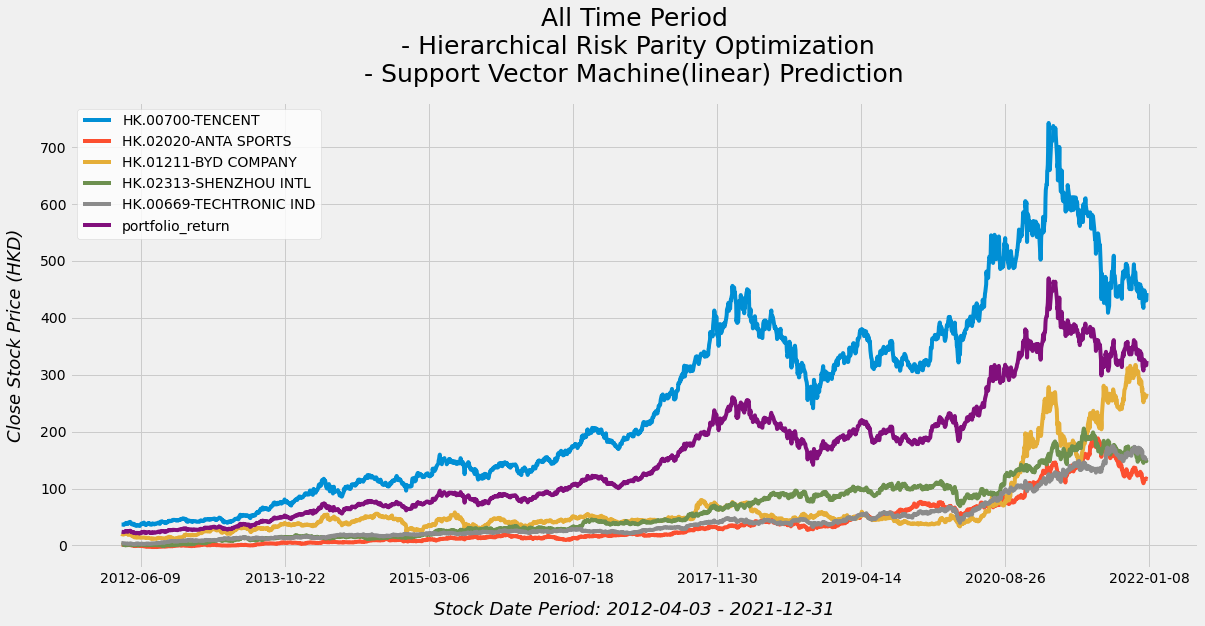 All Time Period
- Hierarchical Risk Parity Optimization
- Support Vector Machine(linear) Prediction
HK.00700-TENCENT
HK.02020-ANTA SPORTS
HK.01211-BYD COMPANY
HK.02313-SHENZHOU INTL
HK.00669-TECHTRONIC IND
portfolio_return
Close Stock Price (HKD)
700
600
500
400
300
200
100
0
2012-06-09
2013-10-22
2015-03-06
2016-07-18
2017-11-30
2019-04-14
2020-08-26
2022-01-08
Stock Date Period: 2012-04-03 - 2021-12-31